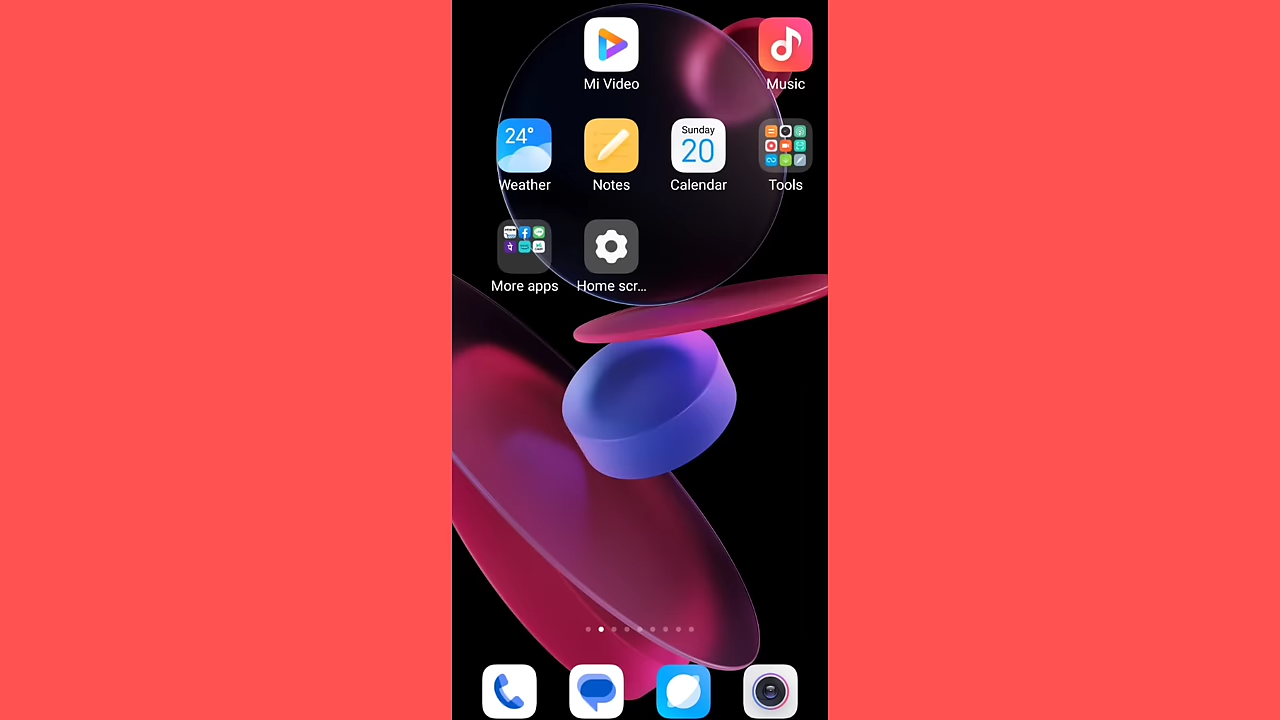 Mi Video
Music
24°
Sunday
20
Weather
Notes
Calendar
Tools
More apps
Home scr...